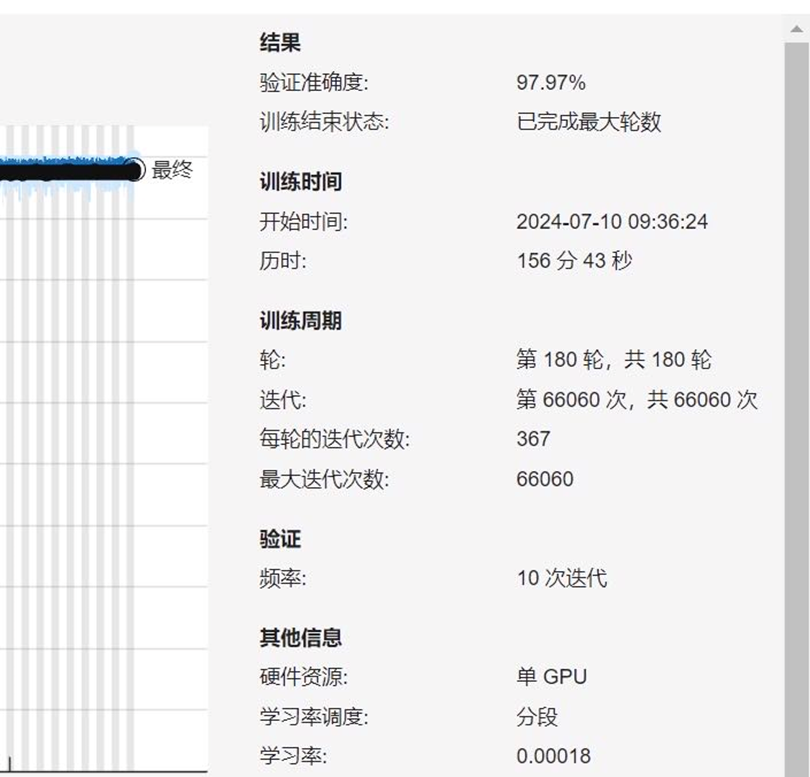 结果
验证准确度: 97.97%
训练结束状态: 已完成最大轮数
最终
训练时间
开始时间: 2024-07-10 09:36:24
历时: 156 分 43 秒
训练周期
轮: 第 180 轮，共 180 轮
迭代: 第 66060 次，共 66060 次
每轮的迭代次数: 367
最大迭代次数: 66060
验证
频率: 10 次迭代
其他信息
硬件资源: 单 GPU
学习率调度: 分段
学习率: 0.00018